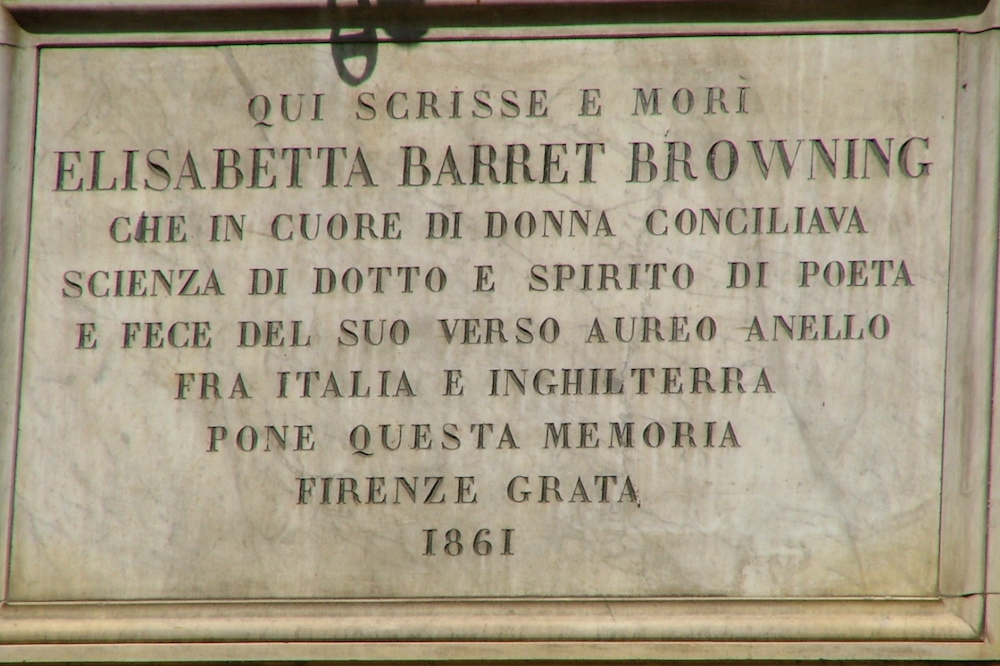 QUI SCRISSE E MORÌ
ELISABETTA BARRET BROWNING
CHE IN CUORE DI DONNA CONCILIAVA
SCIENZA DI DOTTO E SPIRITO DI POETA
E FECE DEL SUO VERSO AUREO ANELLO
FRA ITALIA E INGHILTERRA
PONE QUESTA MEMORIA
FIRENZE GRATA
1861